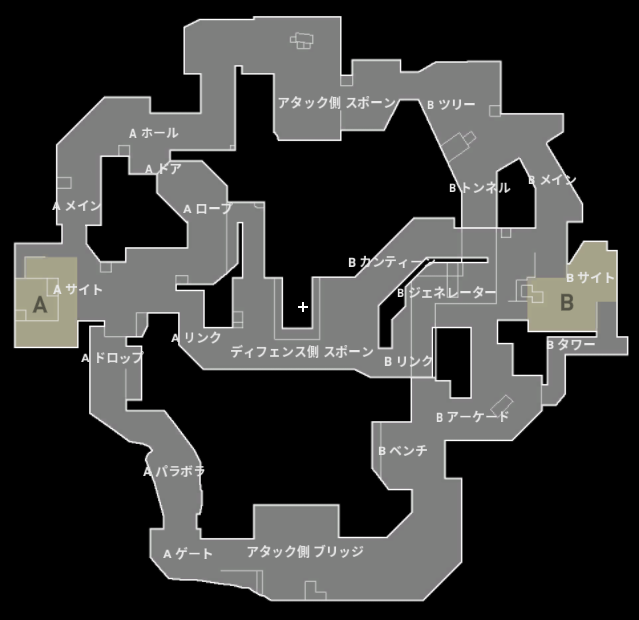 アタック側 スポーン
B ツリー
A ホール
A ドア
B トンネル
B メイン
A メイン
A ロープ
B カンティーン
A サイト
B サイト
B ジェネレーター
A
B
A リンク
ディフェンス側 スポーン
B タワー
A ドロップ
B リンク
B アーケード
B ベンチ
A パラボラ
A ゲート
アタック側 ブリッジ